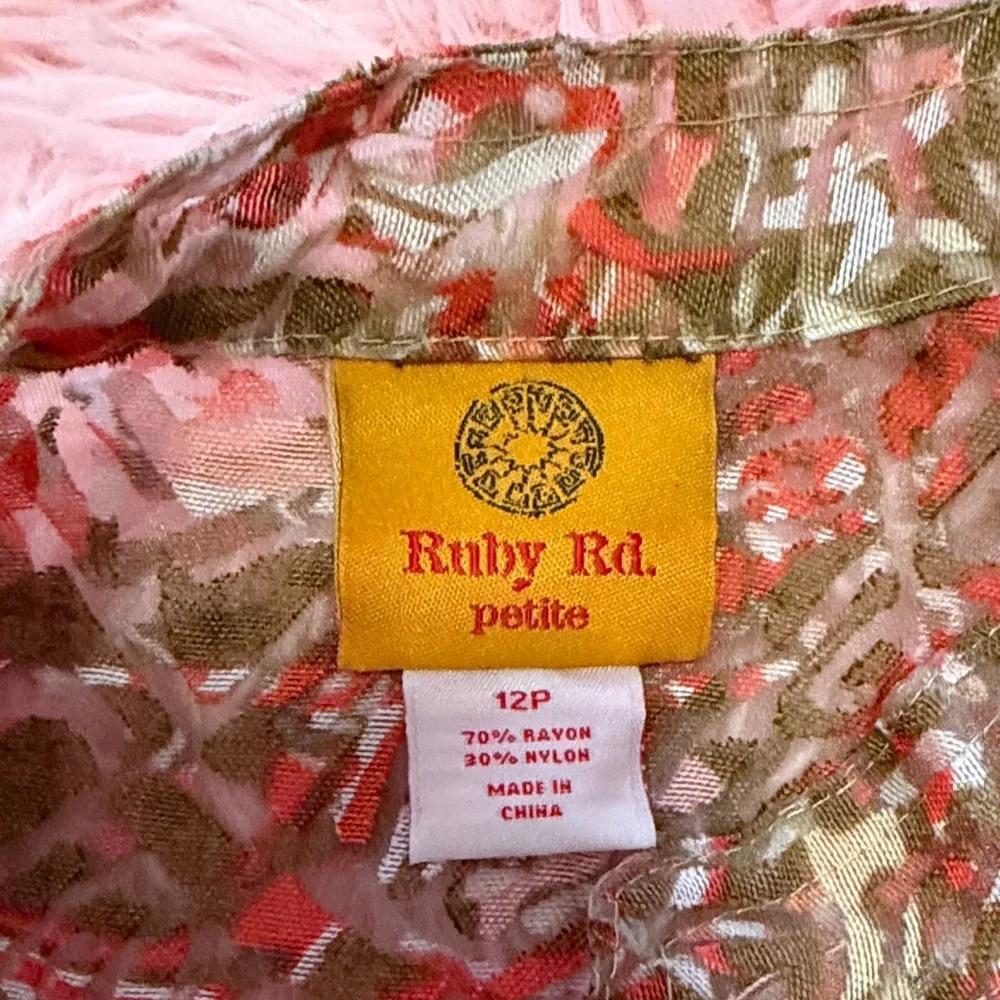 Ruby Rd.
petite
12P
70% RAYON
30% NYLON
MADE IN
CHINA